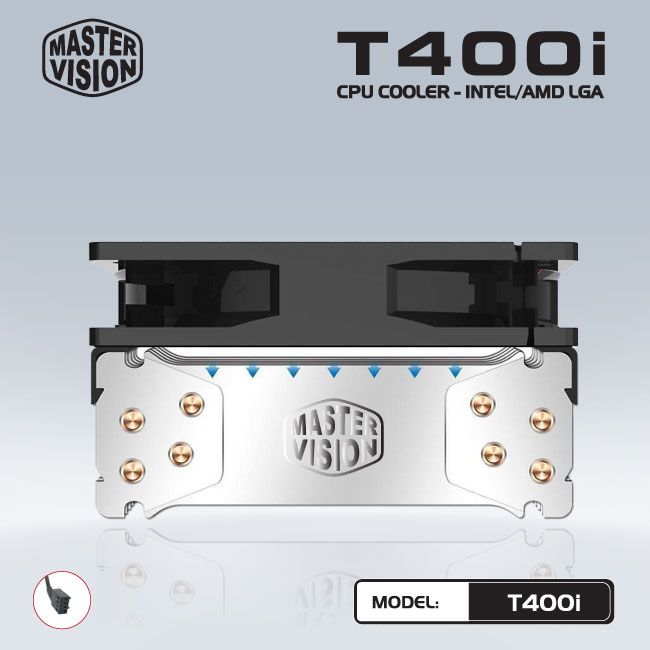 MASTER
VISION
T400i
CPU COOLER - INTEL/AMD LGA
MASTER
VISION
MODEL:
T400i